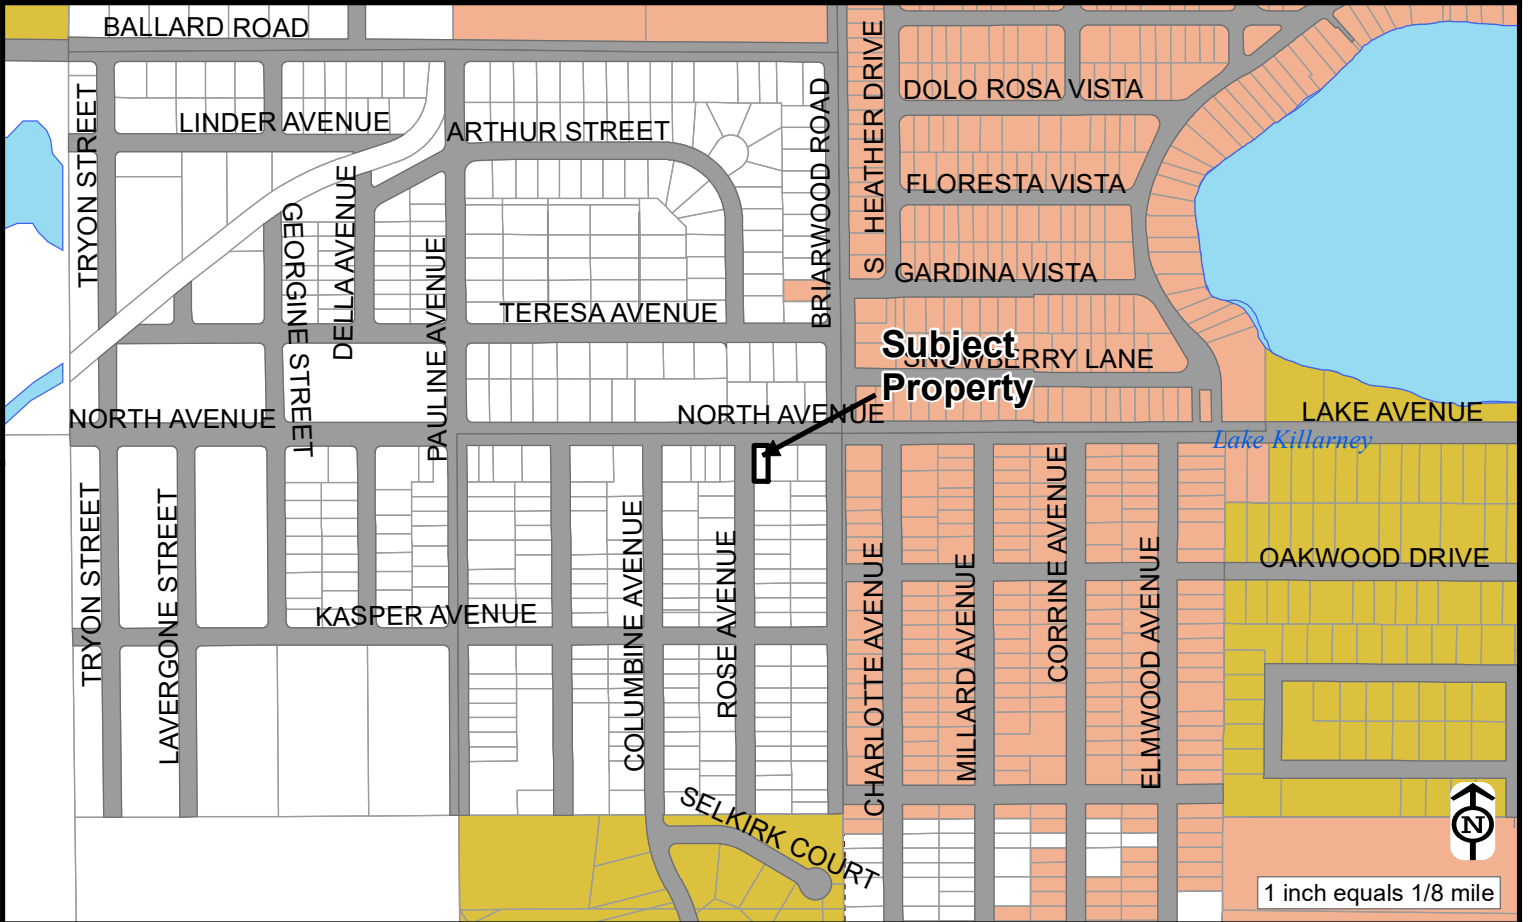 BALLARD ROAD
TRYON STREET
LINDER AVENUE
ARTHUR STREET
BRIARWOOD ROAD
S HEATHER DRIVE
DOLO ROSA VISTA
FLORESTA VISTA
GEORGINE STREET
DELLA AVENUE
PAULINE AVENUE
GARDINA VISTA
TERESA AVENUE
Subject
Property
SNOWBERRY LANE
NORTH AVENUE
NORTH AVENUE
LAKE AVENUE
Lake Killarney
TRYON STREET
LAVERGONE STREET
COLUMBINE AVENUE
ROSE AVENUE
CHARLOTTE AVENUE
MILLARD AVENUE
CORRINE AVENUE
ELMWOOD AVENUE
OAKWOOD DRIVE
KASPER AVENUE
SELKIRK COURT
N
1 inch equals 1/8 mile